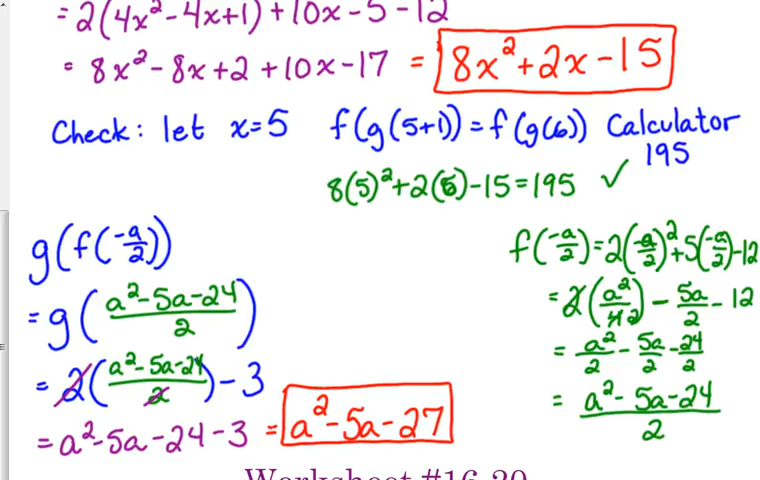 = 2(4x² - 4x + 1) + 10x - 5 - 12
= 8x² - 8x + 2 + 10x - 17 = 8x² + 2x - 15
Check: let x = 5 f(g(5+1)) = f(g(6)) Calculator
195
8(5)² + 2(5) - 15 = 195 ✓
g(f(-a/2))
= g((a² - 5a - 24)/2)
= 2((a² - 5a - 24)/2) - 3
= a² - 5a - 24 - 3 = a² - 5a - 27
f(-a/2) = 2(-a/2)² + 5(-a/2) - 12
= 2(a²/4 2) - 5a/2 - 12
= a²/2 - 5a/2 - 24/2
= (a² - 5a - 24)/2
Worksheet #16-20